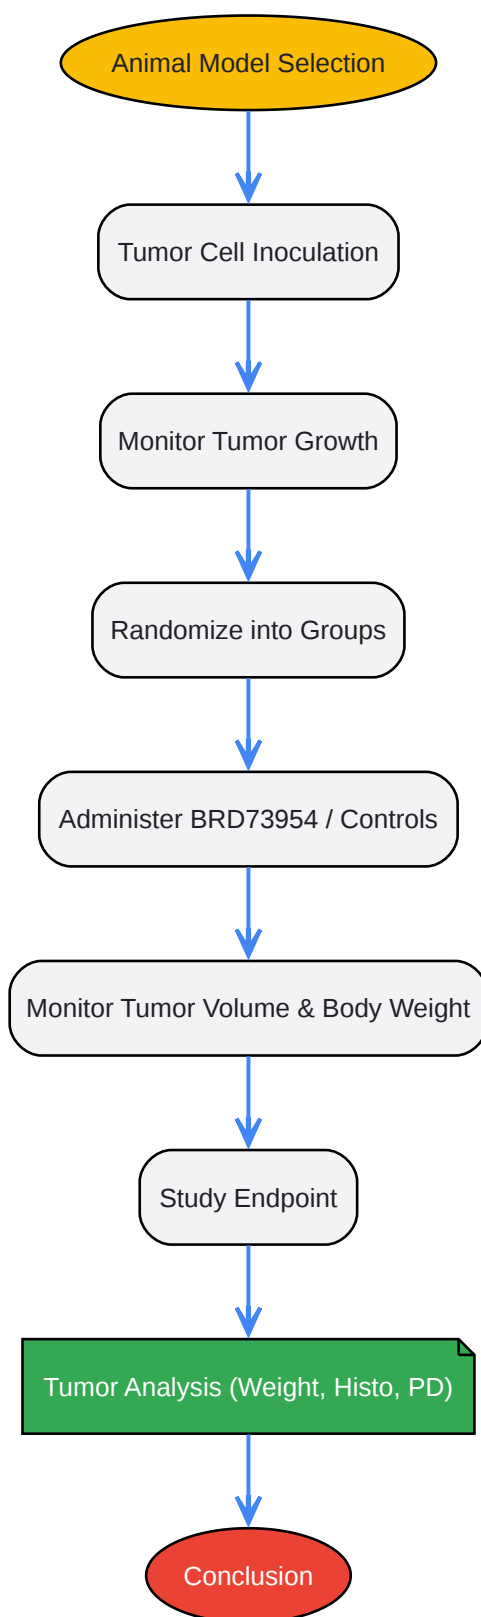 Animal Model Selection
Tumor Cell Inoculation
Monitor Tumor Growth
Randomize into Groups
Administer BRD73954 / Controls
Monitor Tumor Volume & Body Weight
Study Endpoint
Tumor Analysis (Weight, Histo, PD)
Conclusion